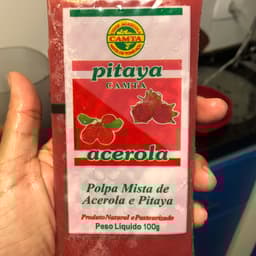 CAMTA
pitaya
CAMTA
acerola
Polpa Mista de
Acerola e Pitaya
Produto Natural e Pasteurizado
Peso Líquido 100g